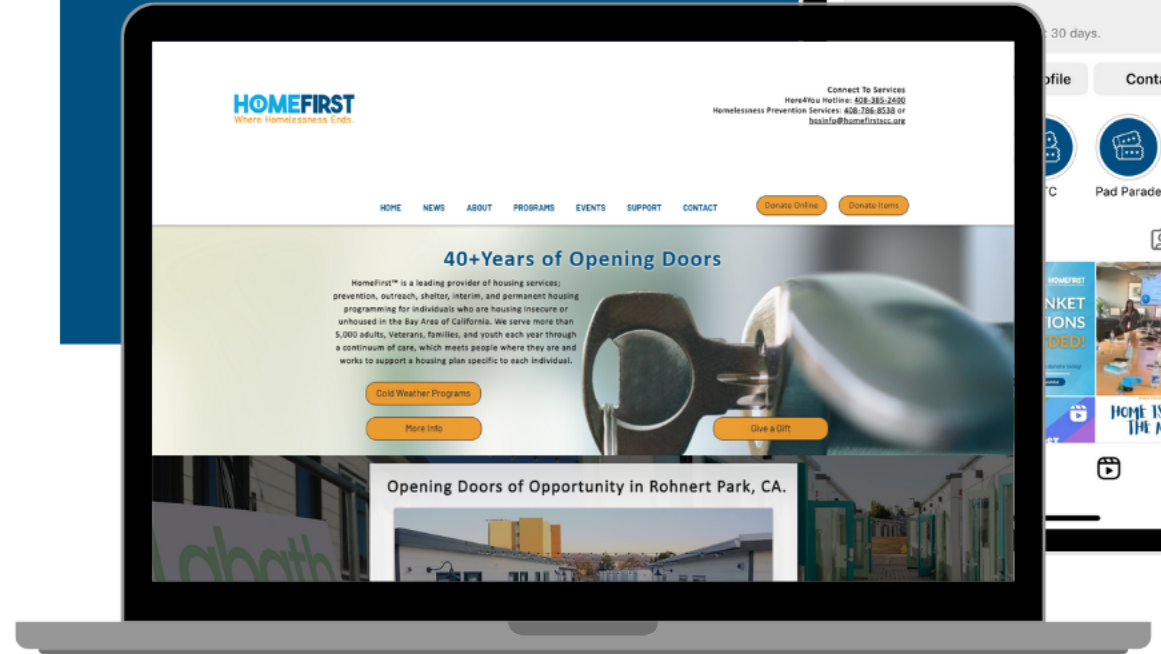 HOMEFIRST
Where Homelessness Ends.
Connect To Services
Here4You Hotline: 408-385-2400
Homelessness Prevention Services: 408-786-8538 or
hpsinfo@homefirstscc.org
HOME NEWS ABOUT PROGRAMS EVENTS SUPPORT CONTACT Donate Online Donate Items
40+Years of Opening Doors
HomeFirst™ is a leading provider of housing services;
prevention, outreach, shelter, interim, and permanent housing
programming for individuals who are housing insecure or
unhoused in the Bay Area of California. We serve more than
5,000 adults, Veterans, families, and youth each year through
a continuum of care, which meets people where they are and
works to support a housing plan specific to each individual.
Cold Weather Programs
More Info
Give a Gift
Opening Doors of Opportunity in Rohnert Park, CA.
Labath
30 days.
ofile
Conta
TC
Pad Parade
HOMEFIRST
NKET
IONS
DED!
HOME IS
THE